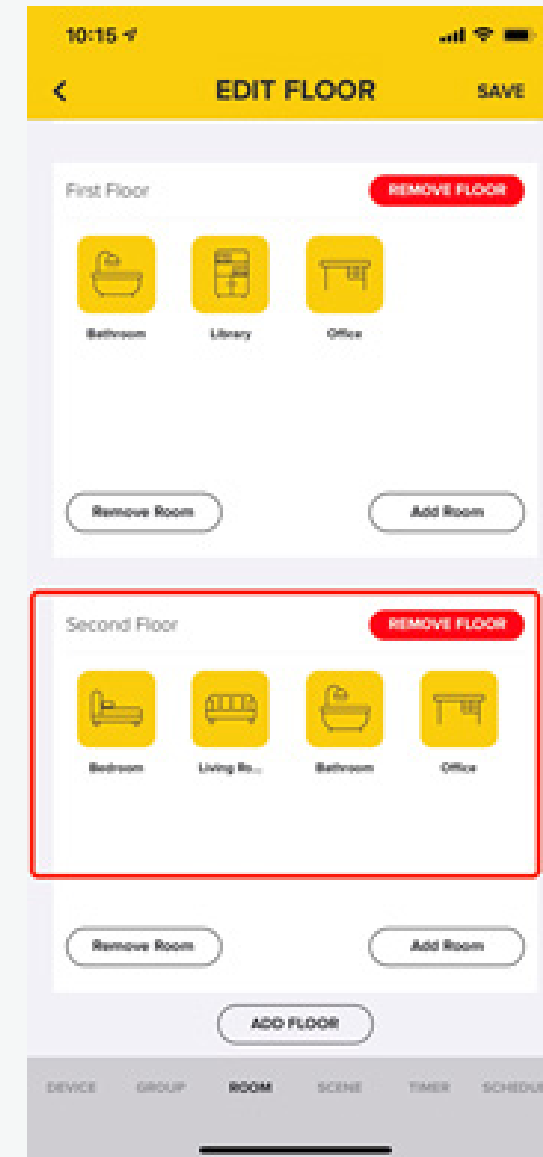 10:15
EDIT FLOOR SAVE
First Floor REMOVE FLOOR
Bathroom Library Office
Remove Room Add Room
Second Floor REMOVE FLOOR
Bedroom Living Ro... Bathroom Office
Remove Room Add Room
ADD FLOOR
DEVICE GROUP ROOM SCENE TIMER SCHEDU